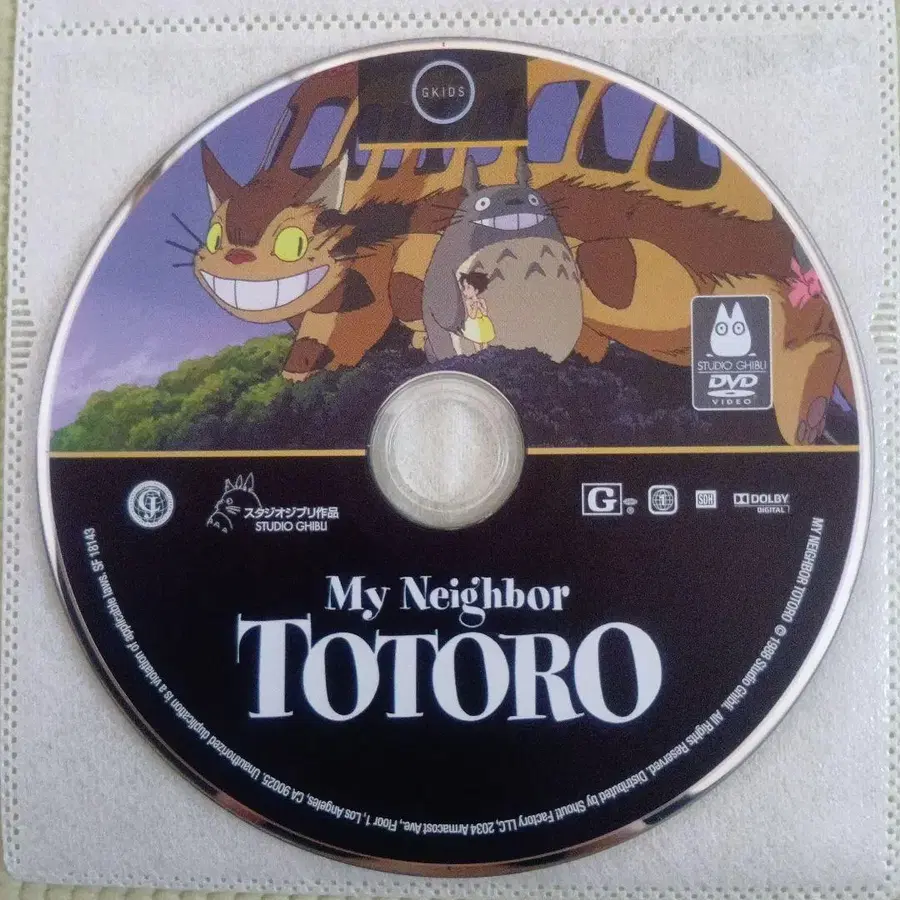 GKIDS
STUDIO GHIBLI
DVD
VIDEO
スタジオジブリ作品
STUDIO GHIBLI
G
1
SDH
DOLBY
DIGITAL
My Neighbor
TOTORO
MY NEIGHBOR TOTORO © 1988 Studio Ghibli. All Rights Reserved. Distributed by Shout! Factory LLC, 2034 Armacost Ave., Floor 1, Los Angeles, CA 90025. Unauthorized duplication is a violation of applicable laws. SF 18143